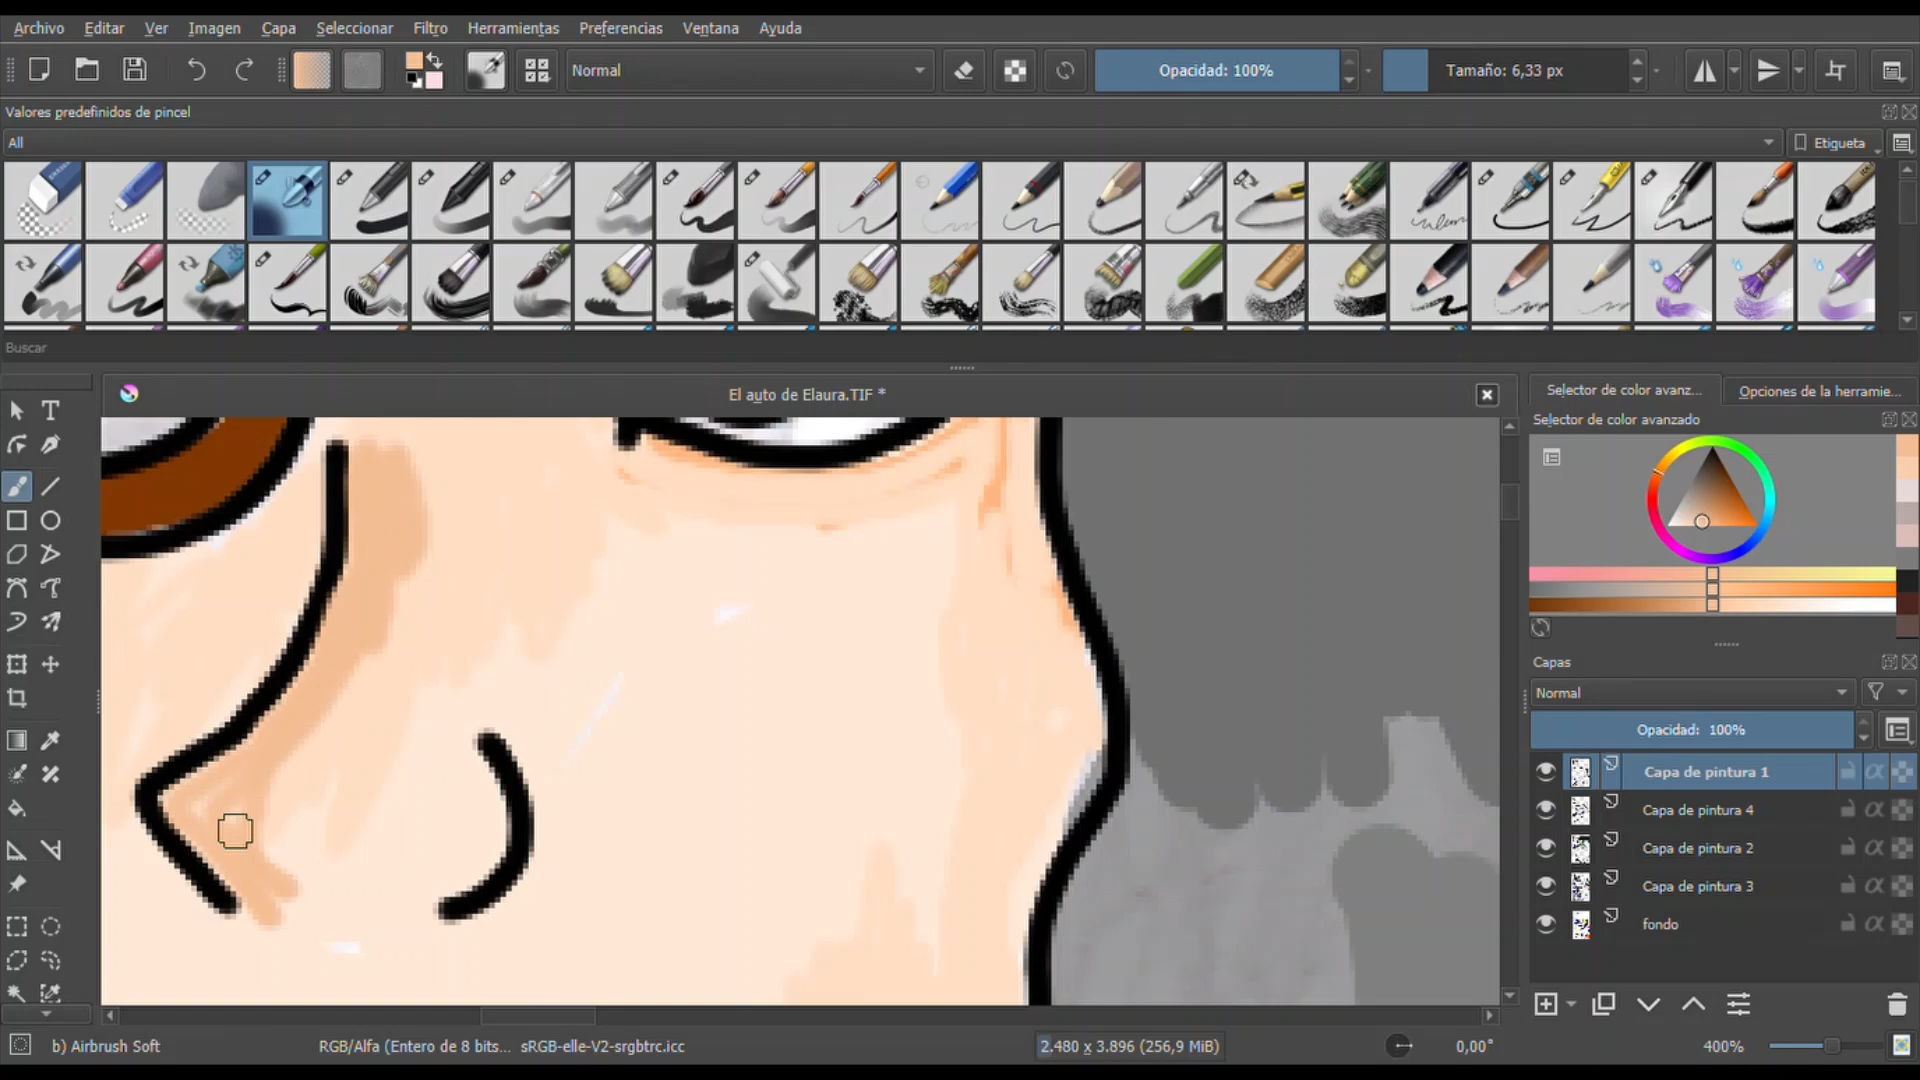 Archivo Editar Ver Imagen Capa Seleccionar Filtro Herramientas Preferencias Ventana Ayuda
Normal
Opacidad: 100%
Tamaño: 6,33 px
Valores predefinidos de pincel
All
Etiqueta
Buscar
El auto de Elaura.TIF *
Selector de color avanz...
Opciones de la herramie...
Selector de color avanzado
Capas
Normal
Opacidad: 100%
Capa de pintura 1
Capa de pintura 4
Capa de pintura 2
Capa de pintura 3
fondo
b) Airbrush Soft
RGB/Alfa (Entero de 8 bits... sRGB-elle-V2-srgbtrc.icc
2.480 x 3.896 (256,9 MiB)
0,00°
400%